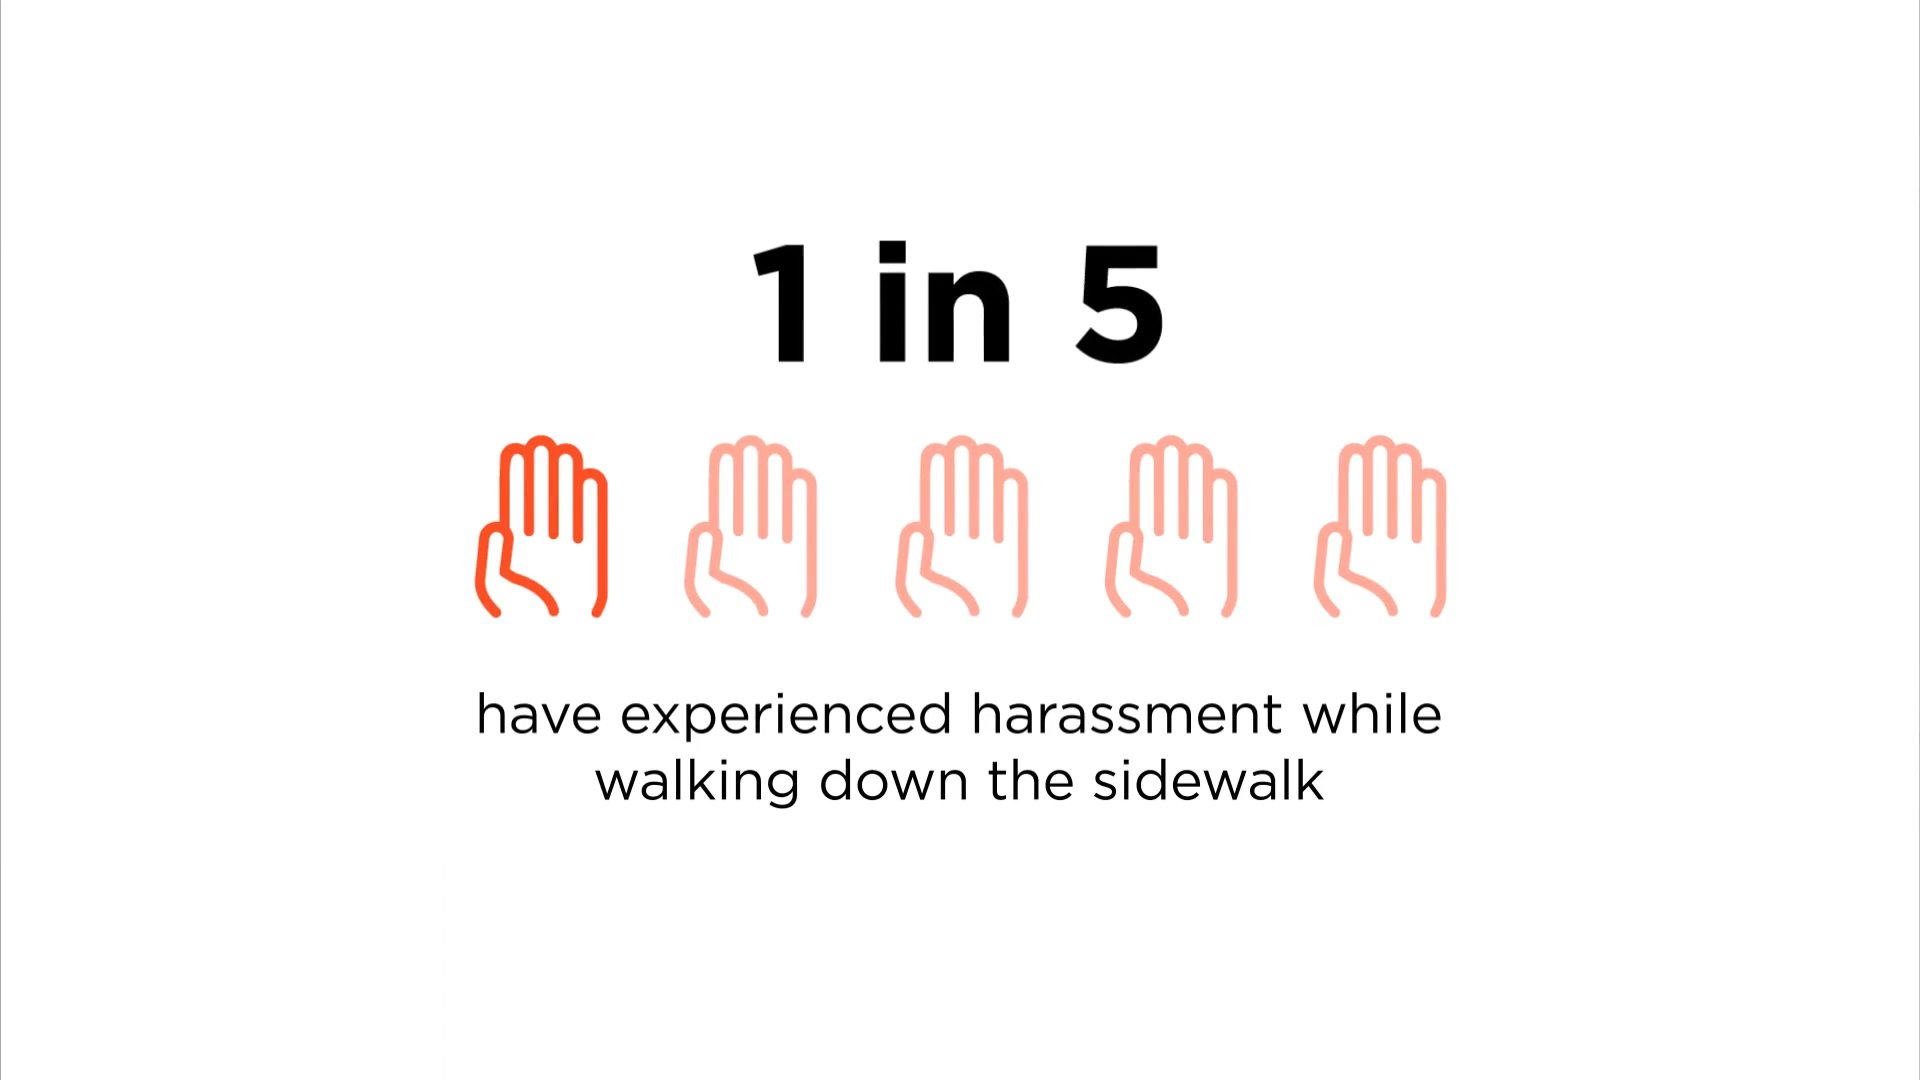 1 in 5
have experienced harassment while
walking down the sidewalk